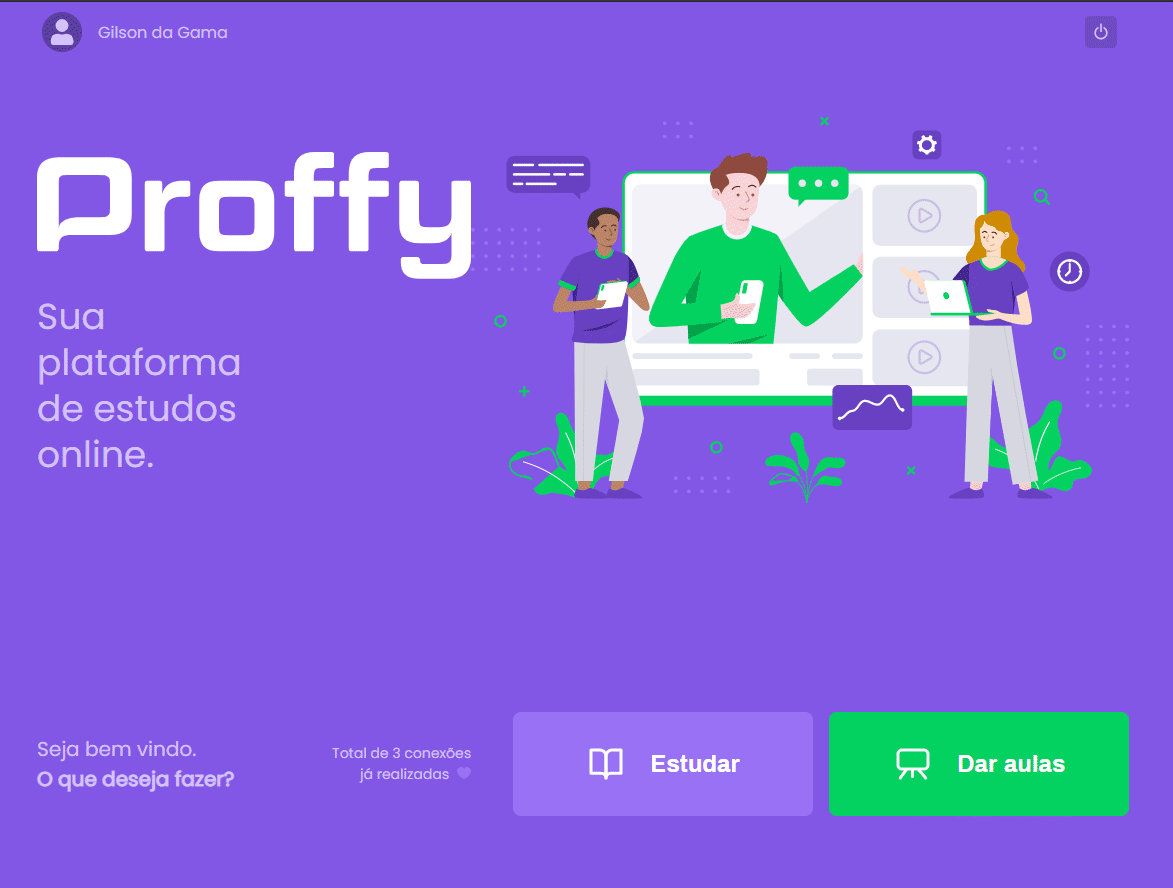 Gilson da Gama
Proffy
Sua
plataforma
de estudos
online.
Seja bem vindo.
O que deseja fazer?
Total de 3 conexões
já realizadas
Estudar
Dar aulas